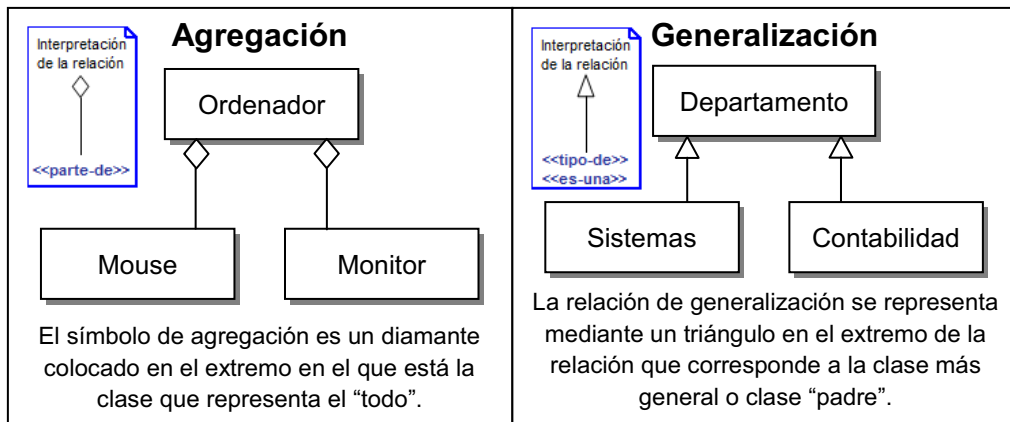 Agregación
Interpretación
de la relación
<<parte-de>>
Ordenador
Mouse
Monitor
El símbolo de agregación es un diamante
colocado en el extremo en el que está la
clase que representa el “todo”.
Generalización
Interpretación
de la relación
<<tipo-de>>
<<es-una>>
Departamento
Sistemas
Contabilidad
La relación de generalización se representa
mediante un triángulo en el extremo de la
relación que corresponde a la clase más
general o clase “padre”.